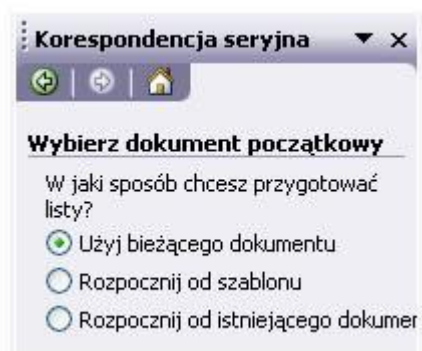 Korespondencja seryjna
Wybierz dokument początkowy
W jaki sposób chcesz przygotować
listy?
Użyj bieżącego dokumentu
Rozpocznij od szablonu
Rozpocznij od istniejącego dokumer